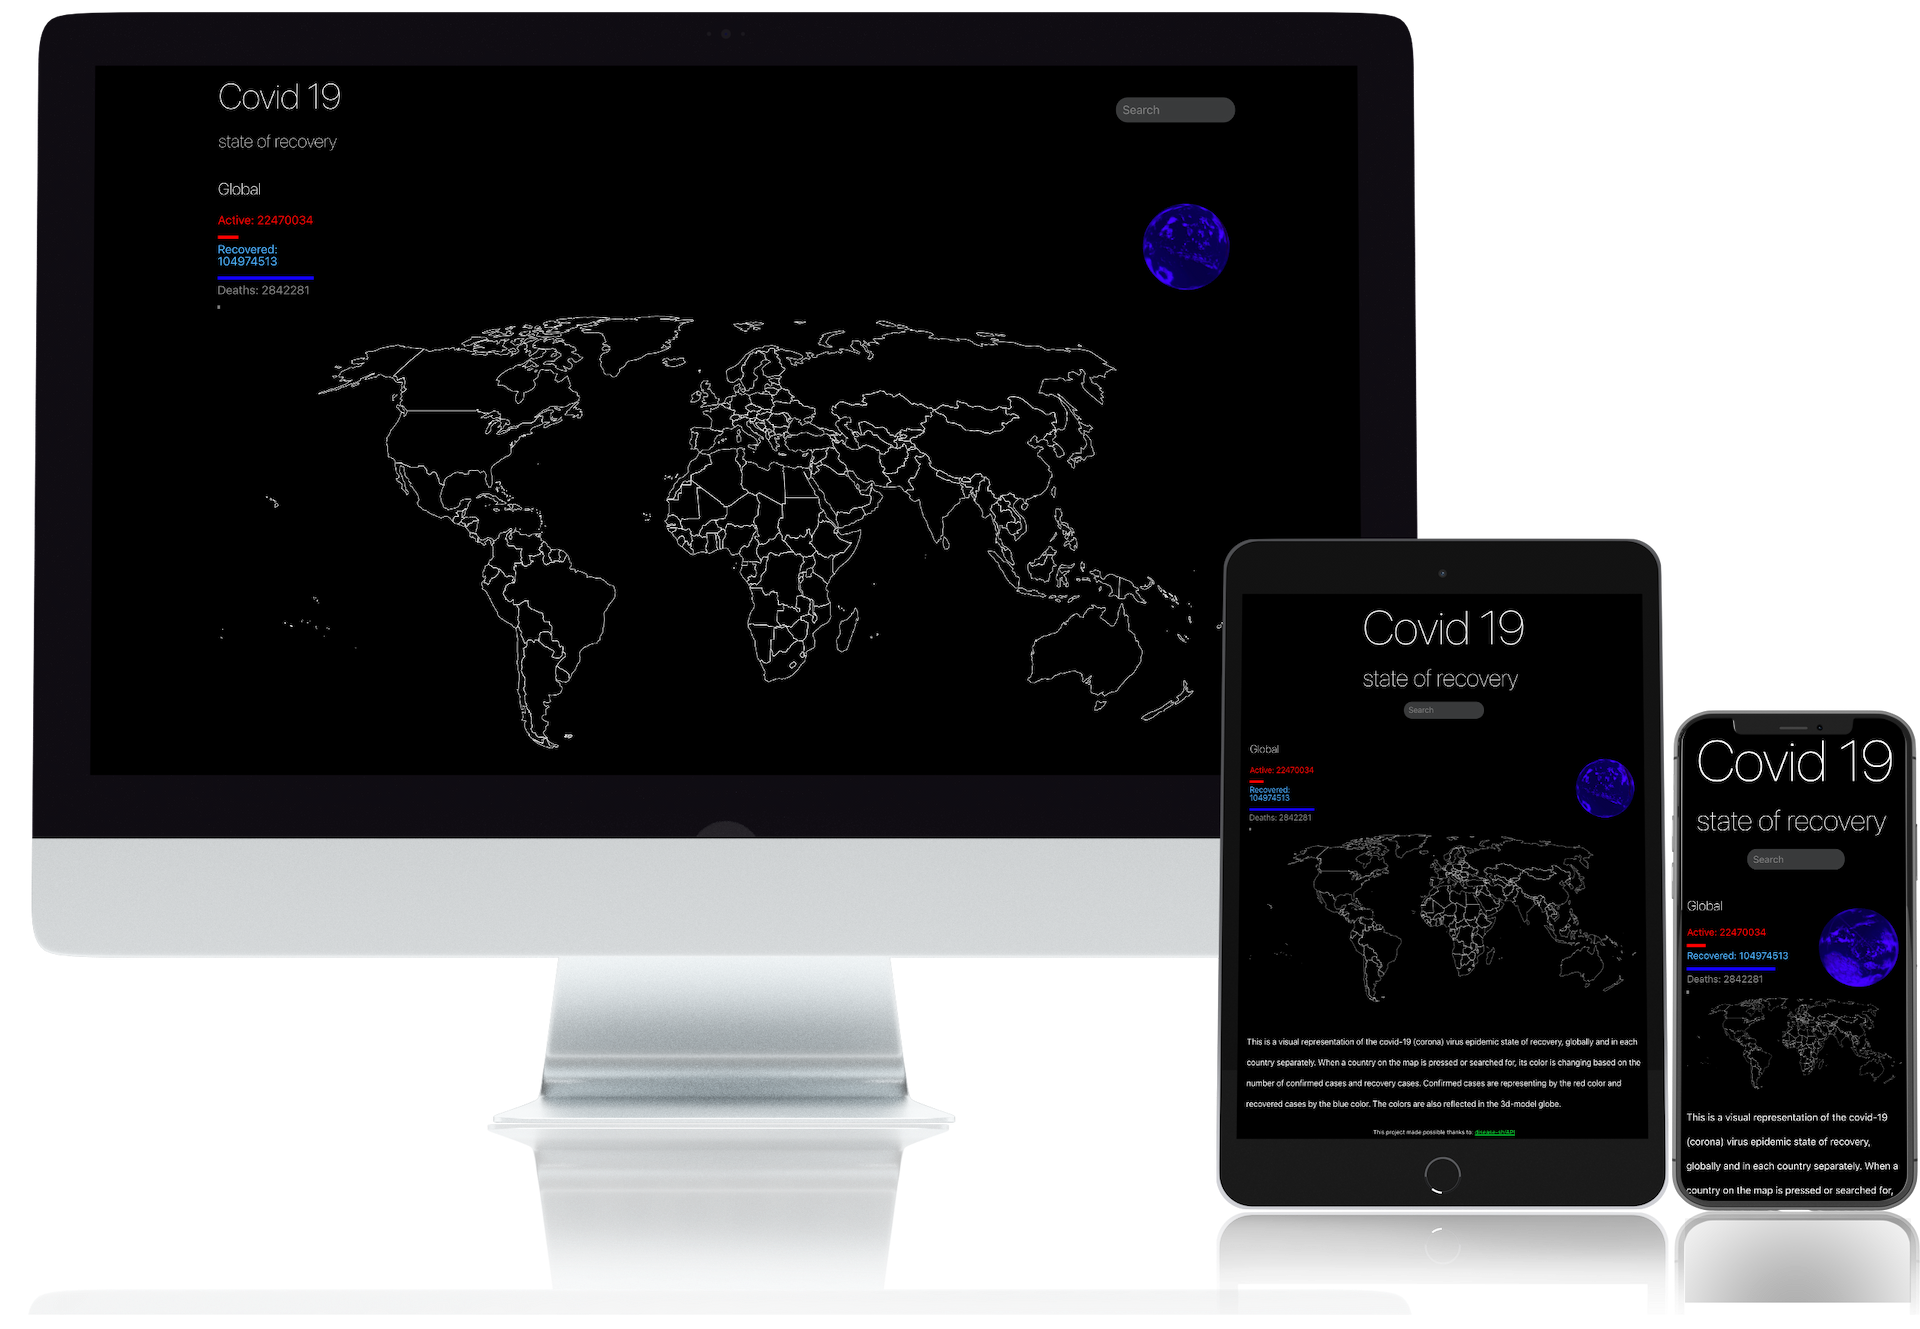 Covid 19
Search
state of recovery
Global
Active: 22470034
Recovered:
104974513
Deaths: 2842281
Covid 19
state of recovery
Search
Global
Active: 22470034
Recovered:
104974513
Deaths: 2842281
This is a visual representation of the covid-19 (corona) virus epidemic state of recovery, globally and in each
country separately. When a country on the map is pressed or searched for, its color is changing based on the
number of confirmed cases and recovery cases. Confirmed cases are representing by the red color and
recovered cases by the blue color. The colors are also reflected in the 3d-model globe.
This project made possible thanks to: disease-sh/API
Covid 19
state of recovery
Search
Global
Active: 22470034
Recovered: 104974513
Deaths: 2842281
This is a visual representation of the covid-19
(corona) virus epidemic state of recovery,
globally and in each country separately. When a
country on the map is pressed or searched for,